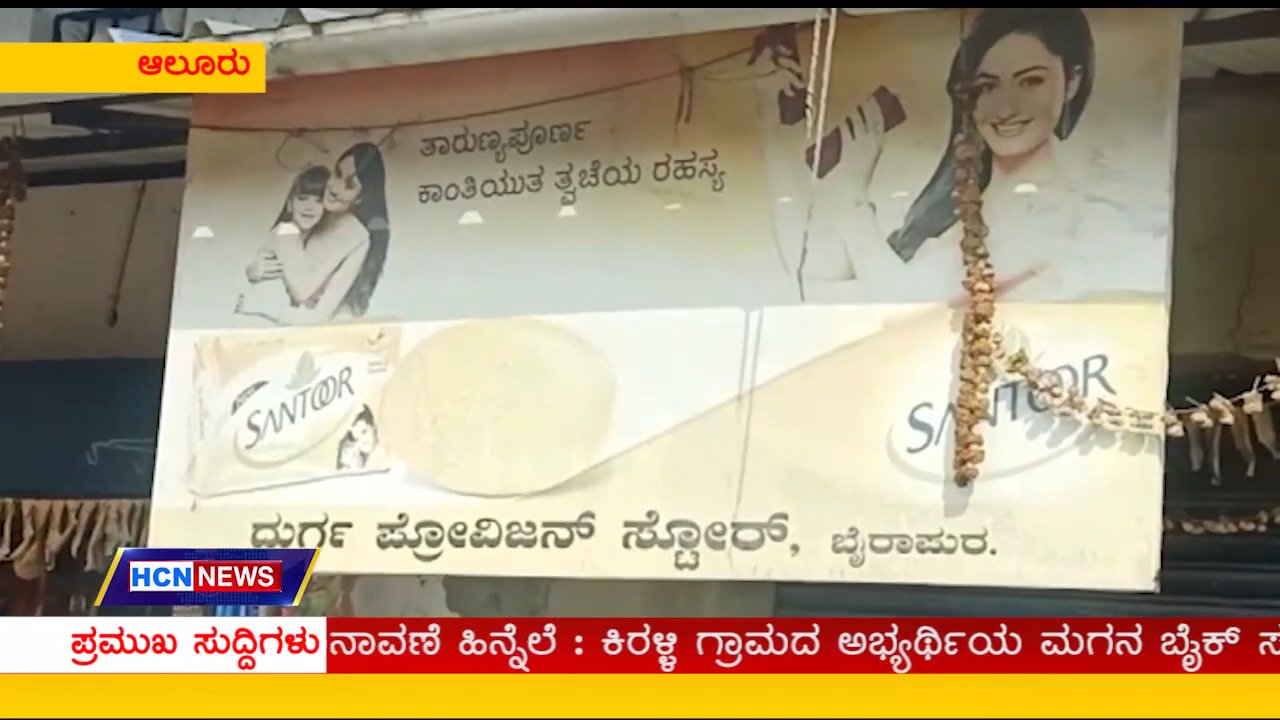 ಆಲೂರು
ತಾರುಣ್ಯಪೂರ್ಣ
ಕಾಂತಿಯುತ ತ್ವಚೆಯ ರಹಸ್ಯ
SANTOOR
SANTOOR
ದುರ್ಗ ಪ್ರೋವಿಜನ್ ಸ್ಟೋರ್, ಬೈರಾಪುರ.
HCN NEWS
ಪ್ರಮುಖ ಸುದ್ದಿಗಳು
ನಾವಣೆ ಹಿನ್ನೆಲೆ : ಕಿರಳ್ಳಿ ಗ್ರಾಮದ ಅಭ್ಯರ್ಥಿಯ ಮಗನ ಬೈಕ್